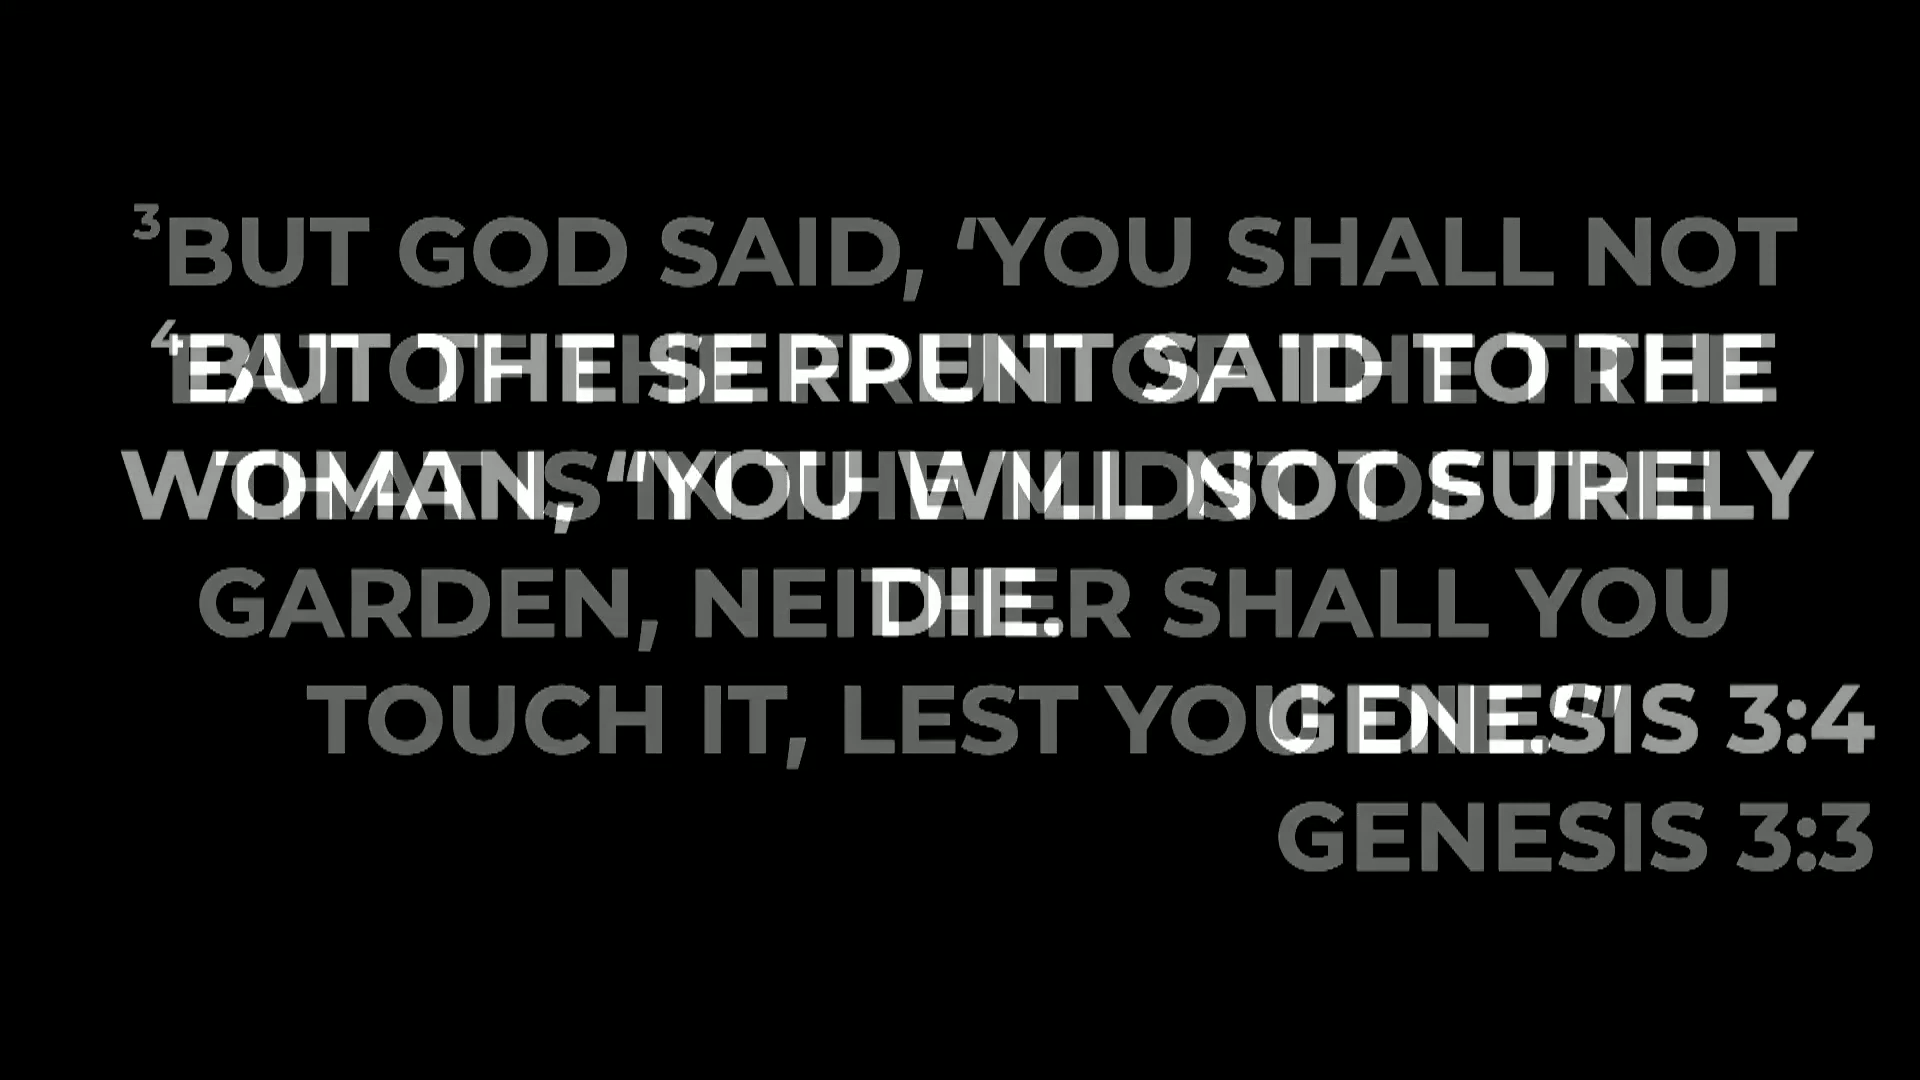 ³BUT GOD SAID, ‘YOU SHALL NOT
EAT OF THE FRUIT OF THE TREE
THAT IS IN THE MIDST OF THE
GARDEN, NEITHER SHALL YOU
TOUCH IT, LEST YOU DIE.’”
GENESIS 3:3
⁴BUT THE SERPENT SAID TO THE
WOMAN, “YOU WILL NOT SURELY
DIE.
GENESIS 3:4